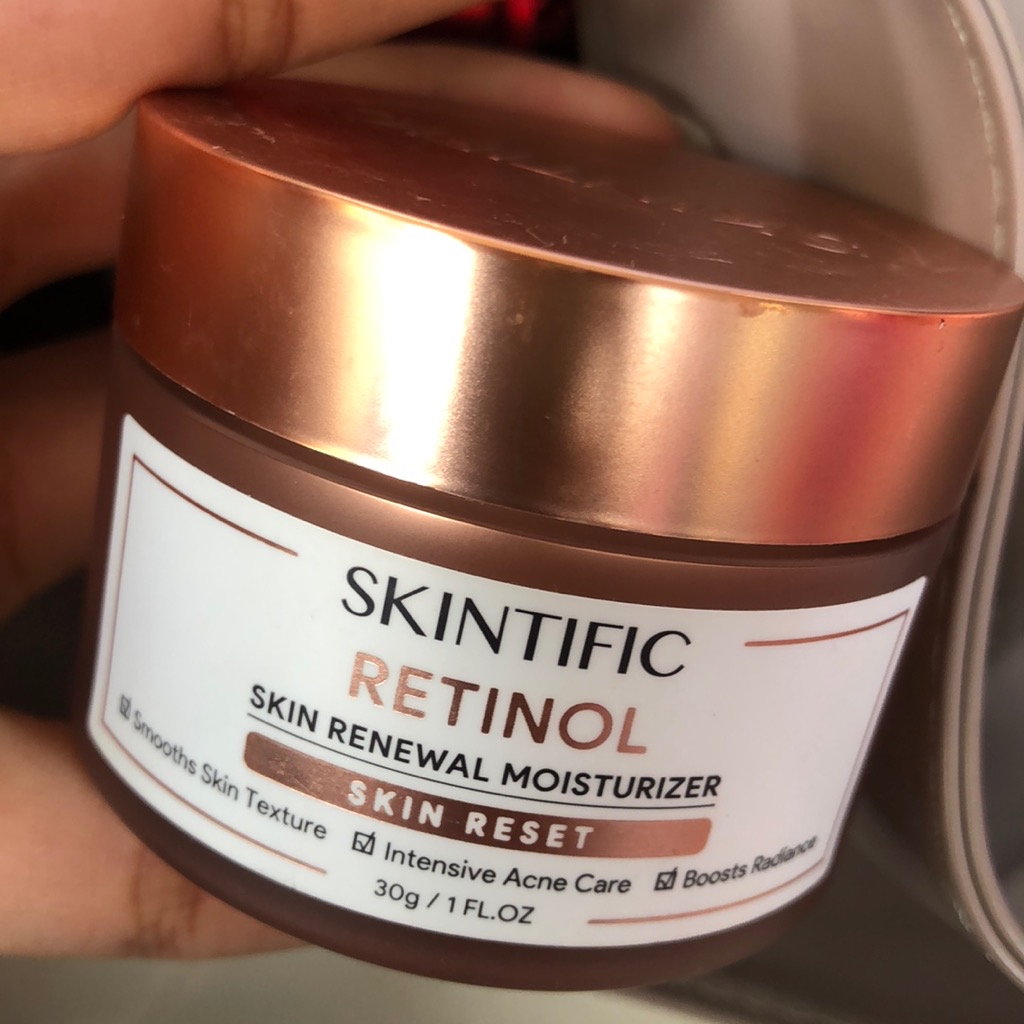 SKINTIFIC
RETINOL
SKIN RENEWAL MOISTURIZER
SKIN RESET
☑ Smooths Skin Texture ☑ Intensive Acne Care ☑ Boosts Radiance
30g / 1 FL.OZ